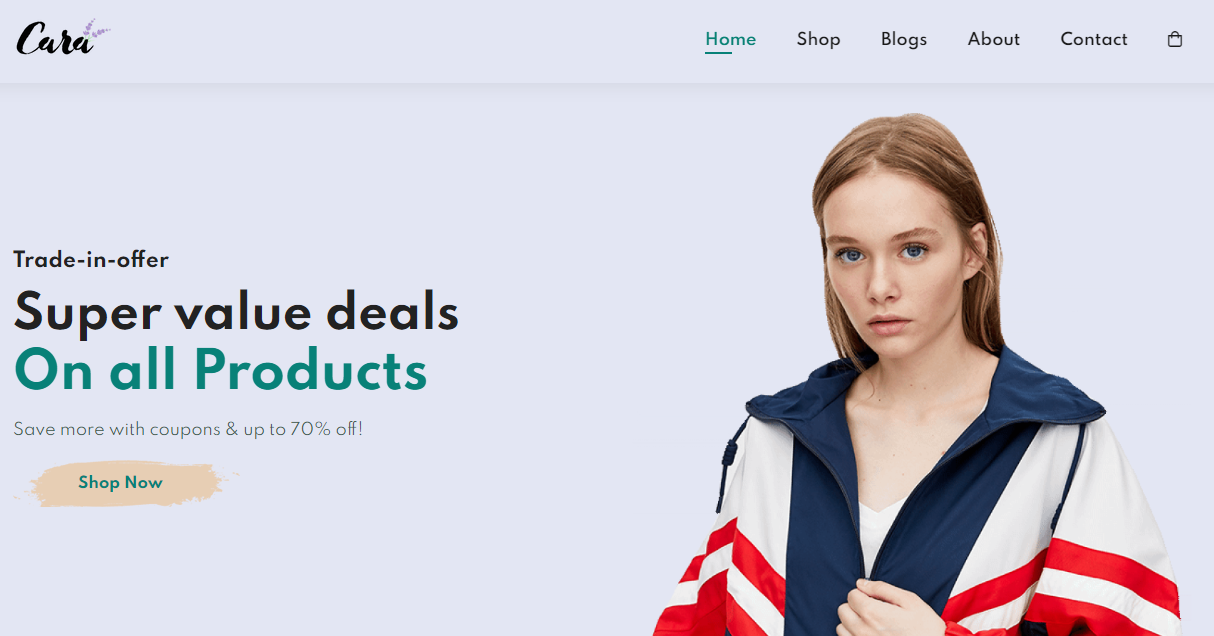 Cara
Home Shop Blogs About Contact
Trade-in-offer
Super value deals
On all Products
Save more with coupons & up to 70% off!
Shop Now